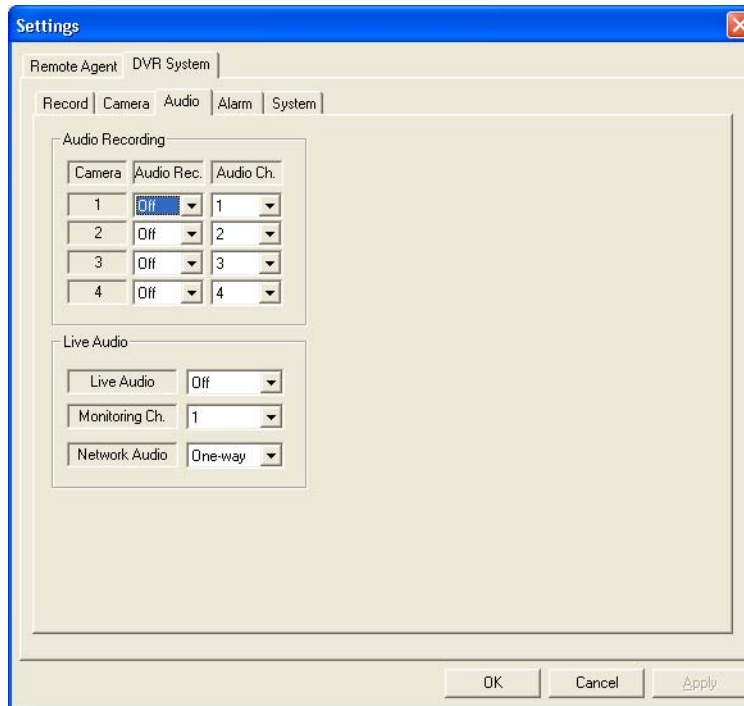 Settings
Remote Agent DVR System
Record Camera Audio Alarm System
Audio Recording
Camera Audio Rec. Audio Ch.
1 Off 1
2 Off 2
3 Off 3
4 Off 4
Live Audio
Live Audio Off
Monitoring Ch. 1
Network Audio One-way
OK Cancel Apply